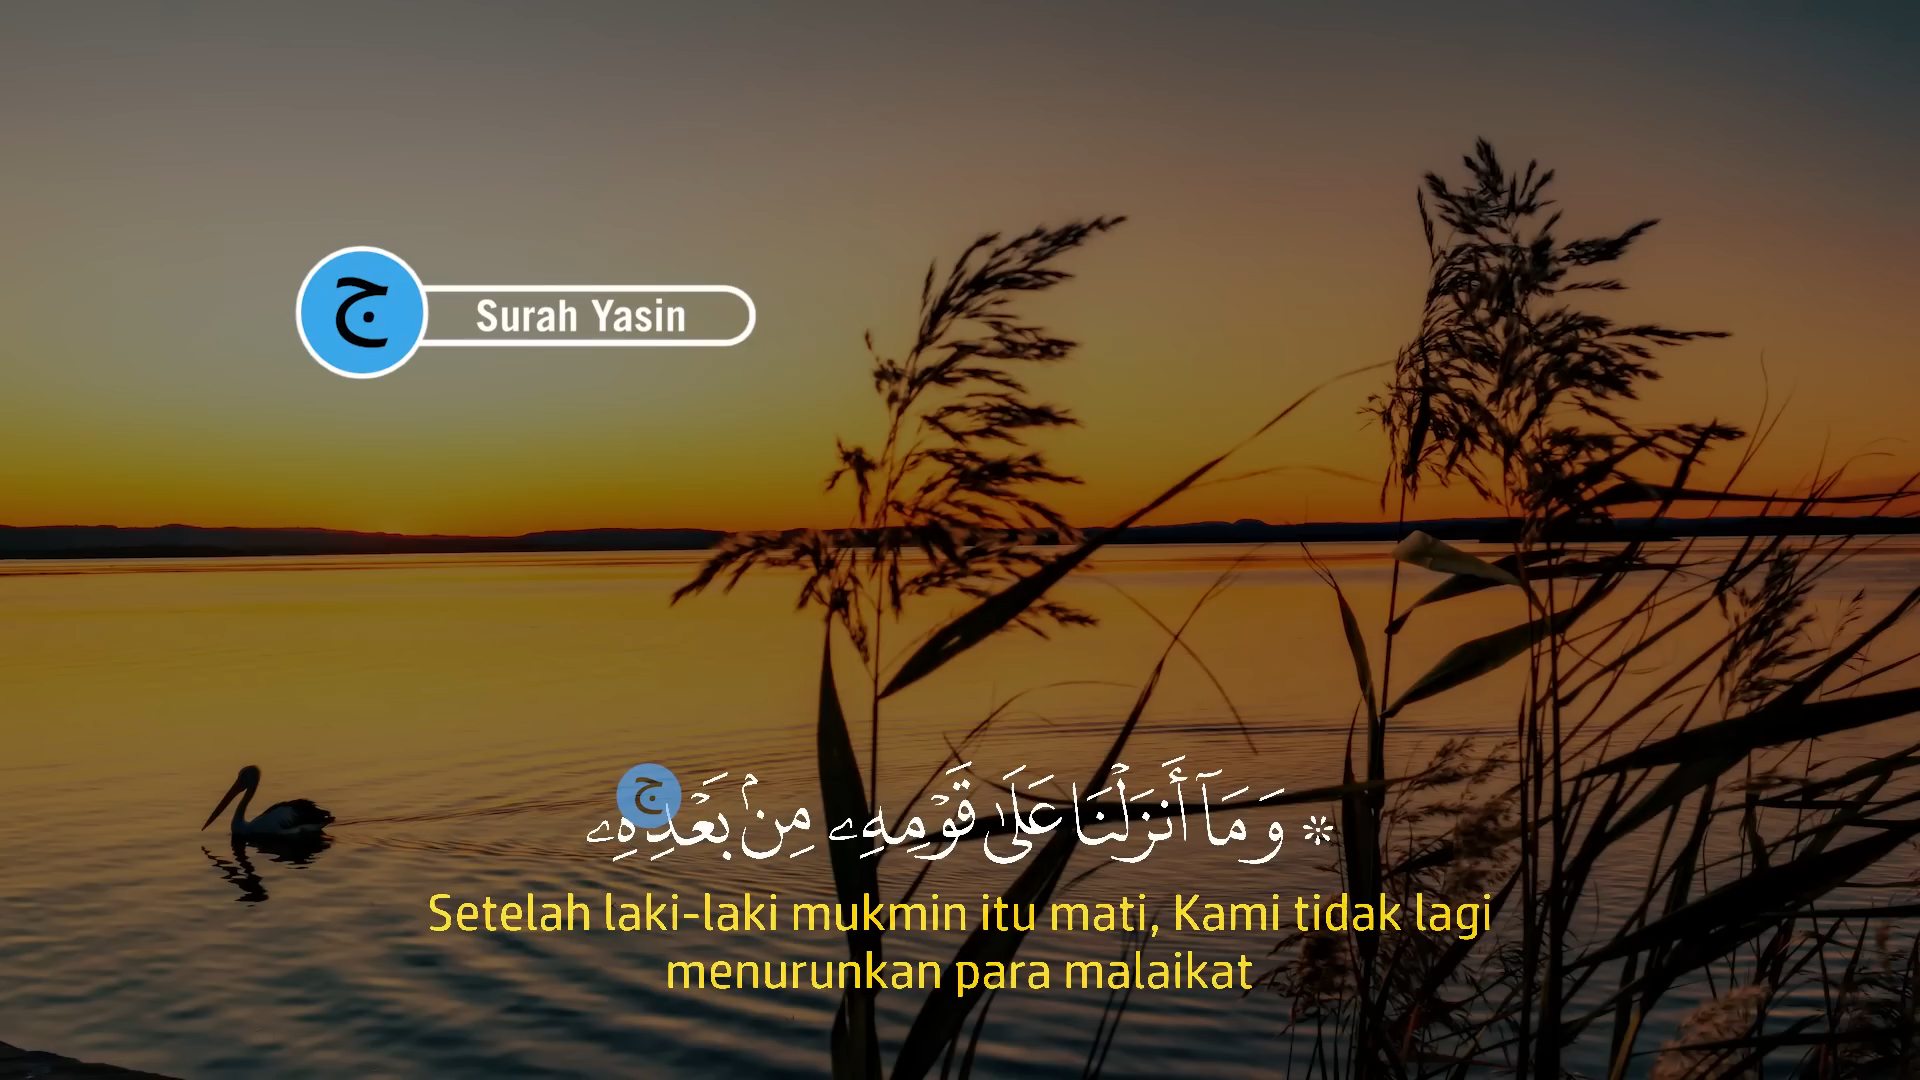 ج
Surah Yasin
ج
۞ وَمَآ أَنزَلۡنَا عَلَىٰ قَوۡمِهِۦ مِنۢ بَعۡدِهِۦ
Setelah laki-laki mukmin itu mati, Kami tidak lagi
menurunkan para malaikat